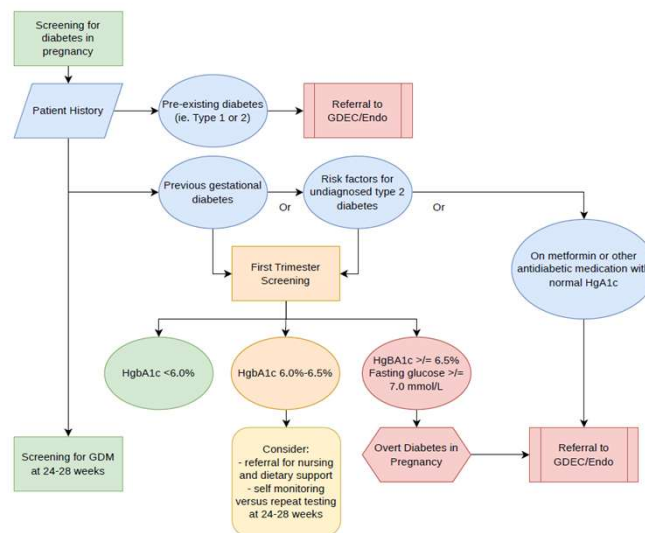 Screening for
diabetes in
pregnancy
Patient History
Pre-existing diabetes
(ie. Type 1 or 2)
Referral to
GDEC/Endo
Previous gestational
diabetes
Or
Risk factors for
undiagnosed type 2
diabetes
Or
On metformin or other
antidiabetic medication with
normal HgA1c
First Trimester
Screening
HgbA1c <6.0%
HgbA1c 6.0%-6.5%
HgBA1c >/= 6.5%
Fasting glucose >/=
7.0 mmol/L
Screening for GDM
at 24-28 weeks
Consider:
- referral for nursing
and dietary support
- self monitoring
versus repeat testing
at 24-28 weeks
Overt Diabetes in
Pregnancy
Referral to
GDEC/Endo